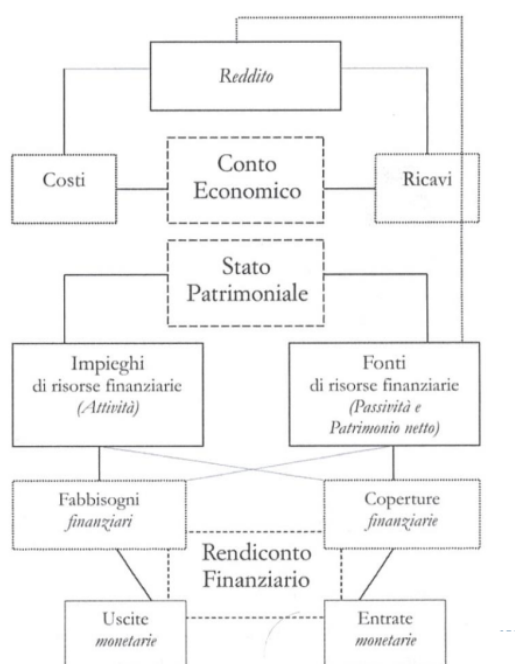 Reddito
Costi
Conto
Economico
Ricavi
Stato
Patrimoniale
Impieghi
di risorse finanziarie
(Attività)
Fonti
di risorse finanziarie
(Passività e
Patrimonio netto)
Fabbisogni
finanziari
Coperture
finanziarie
Rendiconto
Finanziario
Uscite
monetarie
Entrate
monetarie